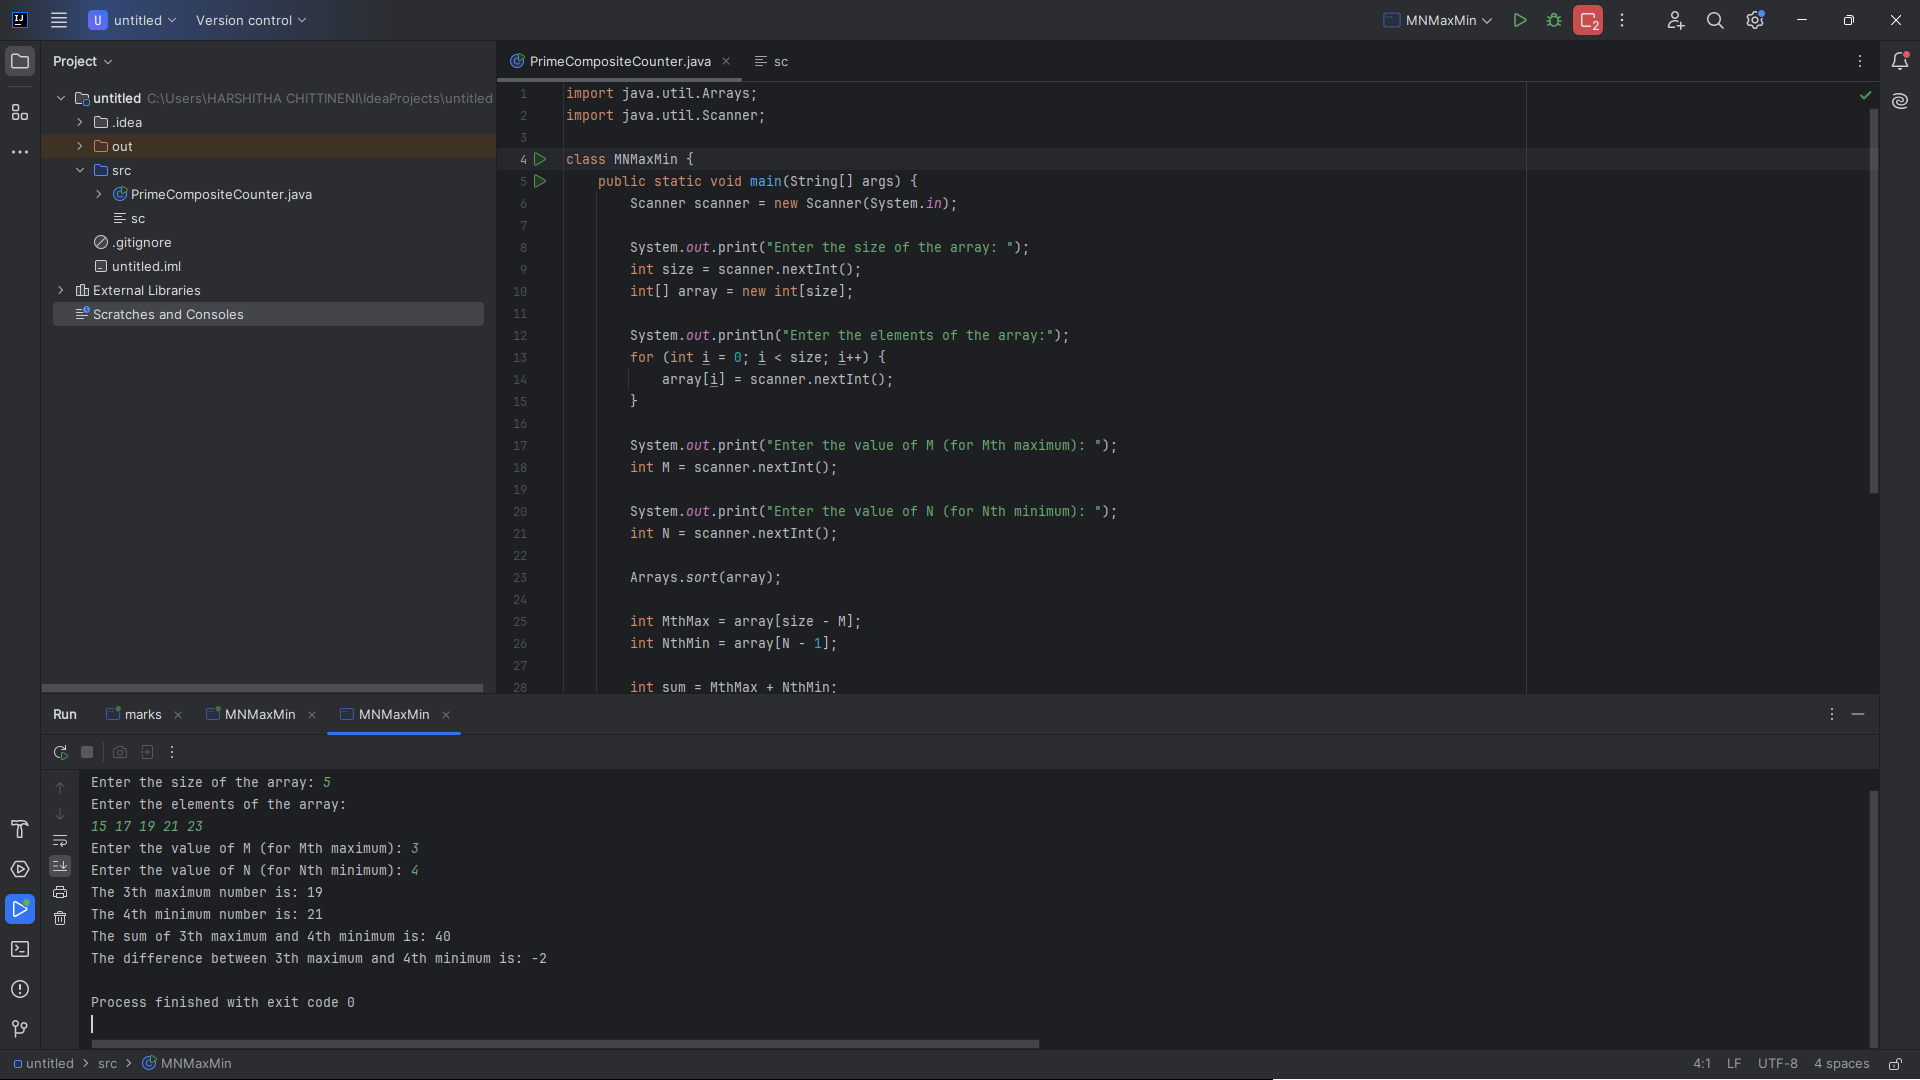 U untitled Version control MNMaxMin 2
Project
PrimeCompositeCounter.java sc
untitled C:\Users\HARSHITHA CHITTINENI\IdeaProjects\untitled
.idea
out
src
PrimeCompositeCounter.java
sc
.gitignore
untitled.iml
External Libraries
Scratches and Consoles
1 import java.util.Arrays;
2 import java.util.Scanner;
3
4 class MNMaxMin {
5 public static void main(String[] args) {
6 Scanner scanner = new Scanner(System.in);
7
8 System.out.print("Enter the size of the array: ");
9 int size = scanner.nextInt();
10 int[] array = new int[size];
11
12 System.out.println("Enter the elements of the array:");
13 for (int i = 0; i < size; i++) {
14 array[i] = scanner.nextInt();
15 }
16
17 System.out.print("Enter the value of M (for Mth maximum): ");
18 int M = scanner.nextInt();
19
20 System.out.print("Enter the value of N (for Nth minimum): ");
21 int N = scanner.nextInt();
22
23 Arrays.sort(array);
24
25 int MthMax = array[size - M];
26 int NthMin = array[N - 1];
27
28 int sum = MthMax + NthMin;
Run marks MNMaxMin MNMaxMin
Enter the size of the array: 5
Enter the elements of the array:
15 17 19 21 23
Enter the value of M (for Mth maximum): 3
Enter the value of N (for Nth minimum): 4
The 3th maximum number is: 19
The 4th minimum number is: 21
The sum of 3th maximum and 4th minimum is: 40
The difference between 3th maximum and 4th minimum is: -2
Process finished with exit code 0
untitled > src > MNMaxMin 4:1 LF UTF-8 4 spaces